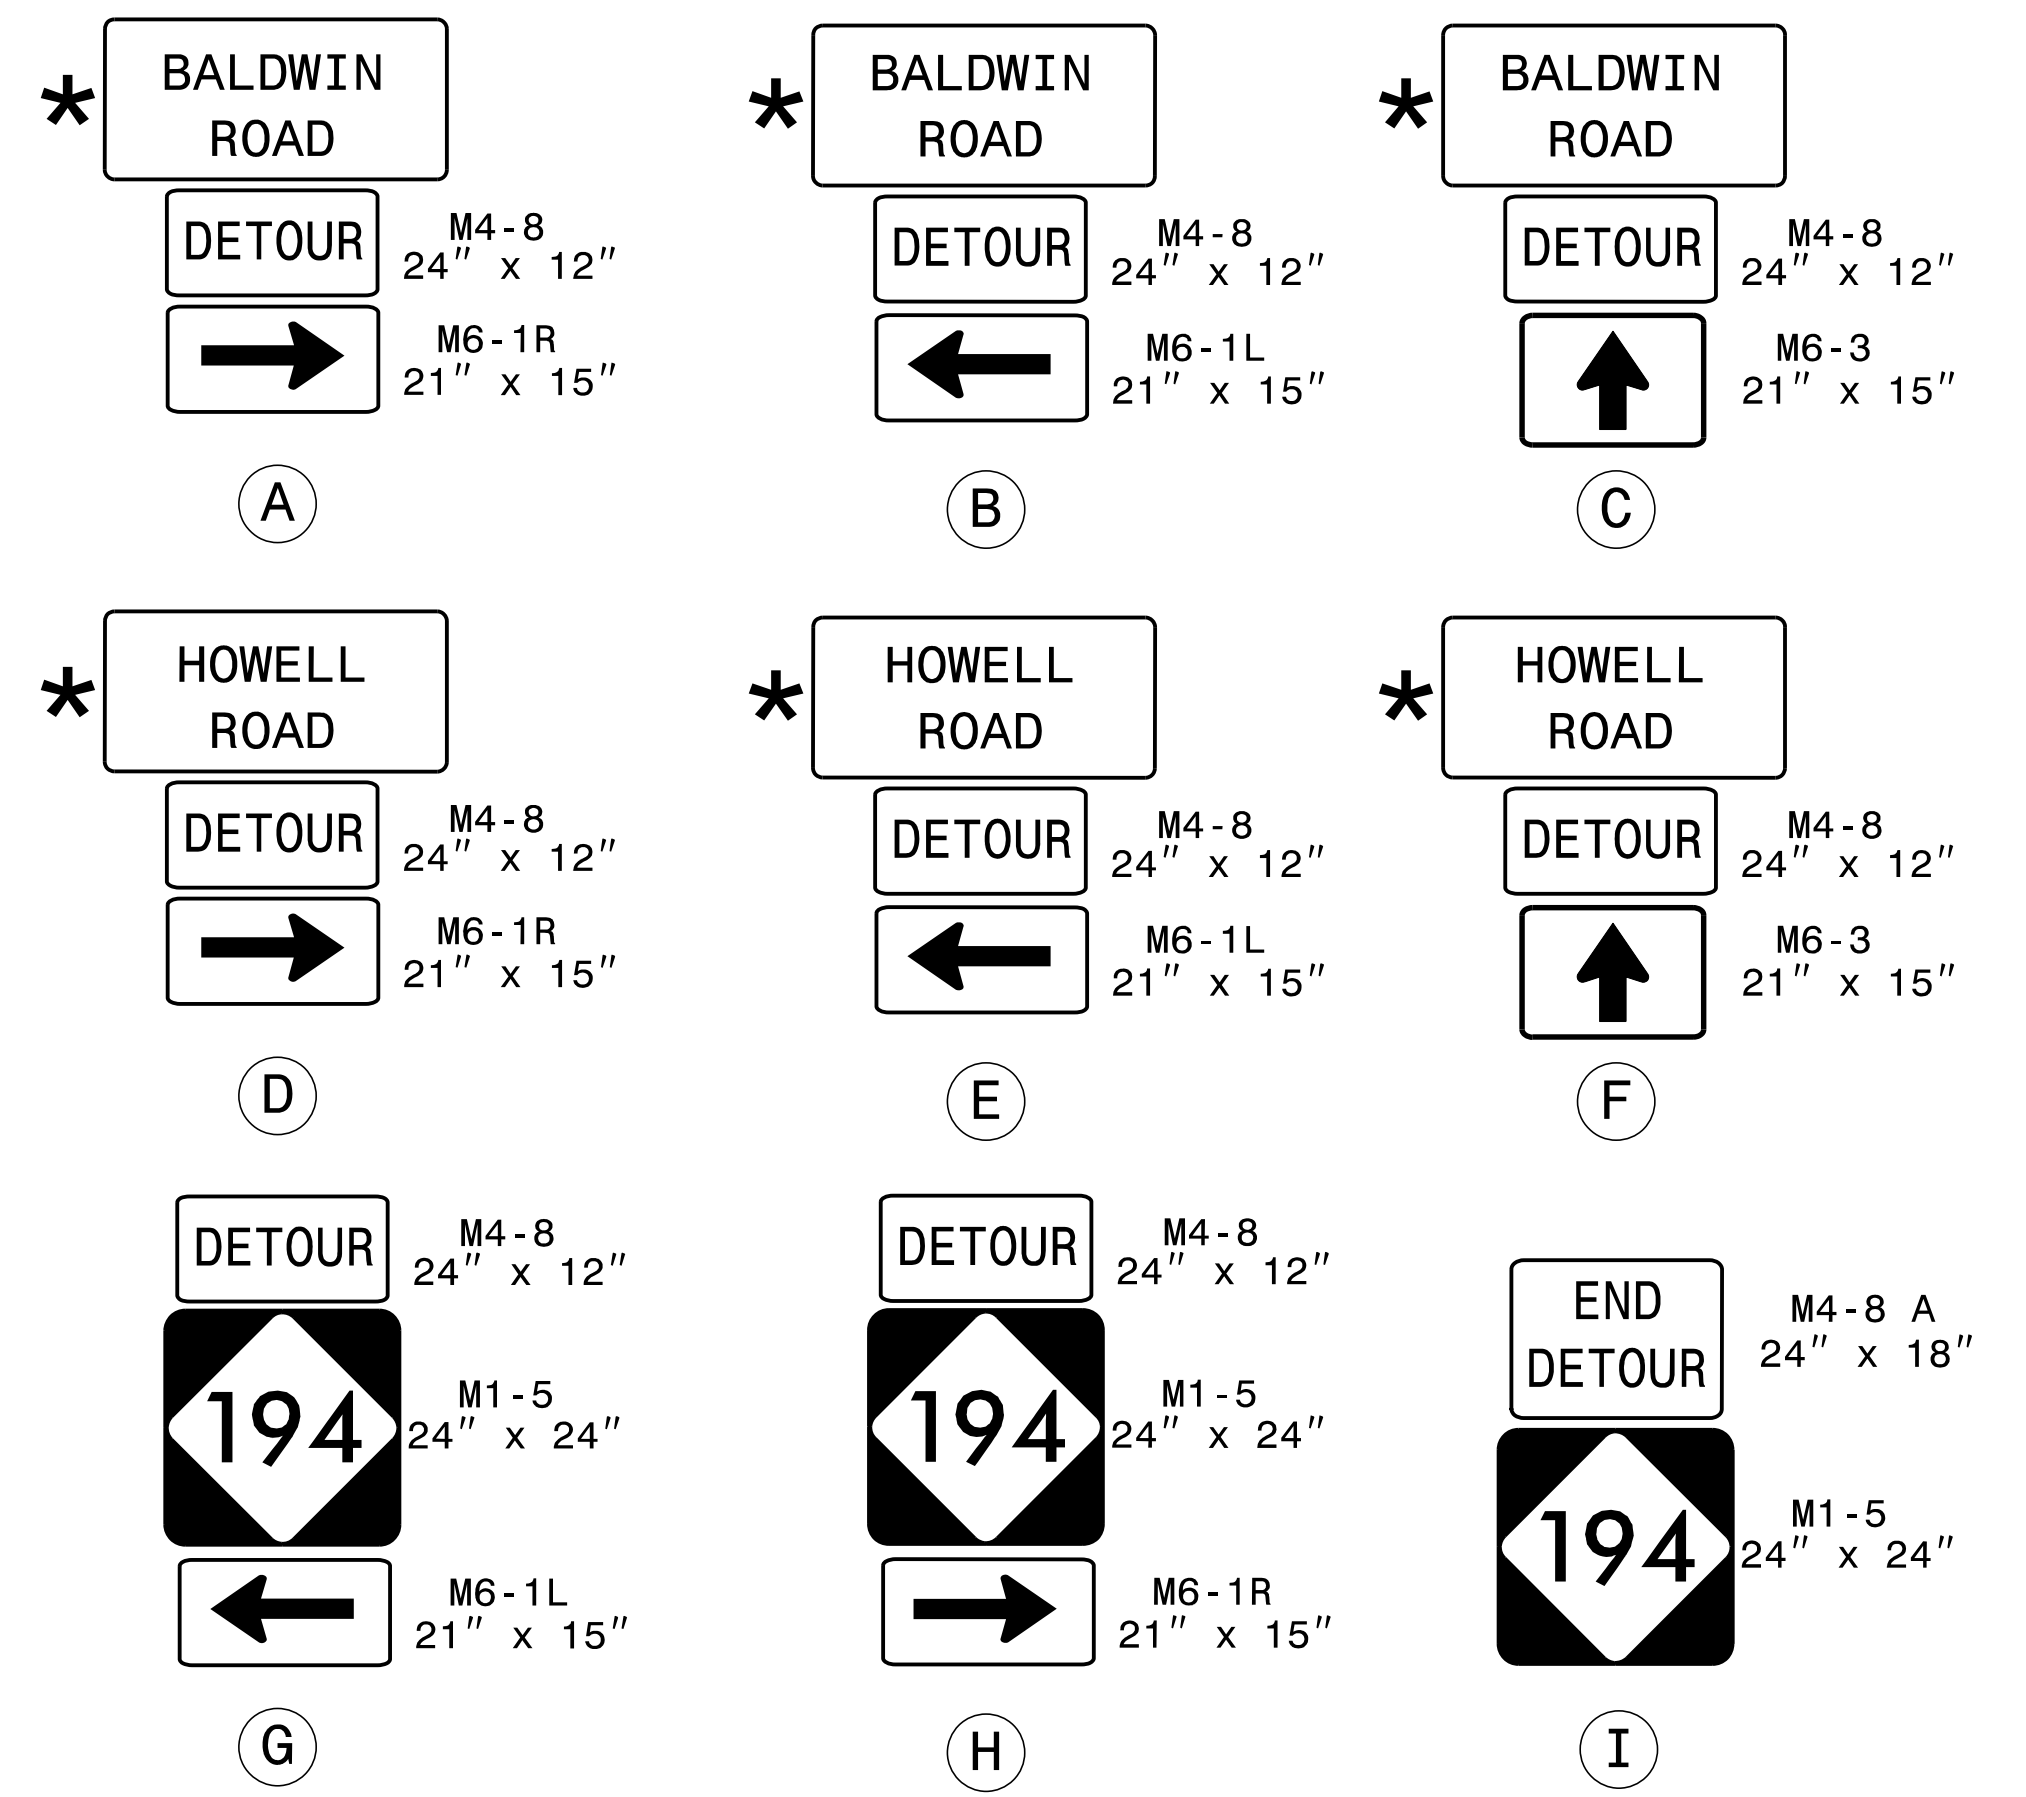 * BALDWIN
ROAD
DETOUR
M4-8
24" x 12"
M6-1R
21" x 15"
A
* BALDWIN
ROAD
DETOUR
M4-8
24" x 12"
M6-1L
21" x 15"
B
* BALDWIN
ROAD
DETOUR
M4-8
24" x 12"
M6-3
21" x 15"
C
* HOWELL
ROAD
DETOUR
M4-8
24" x 12"
M6-1R
21" x 15"
D
* HOWELL
ROAD
DETOUR
M4-8
24" x 12"
M6-1L
21" x 15"
E
* HOWELL
ROAD
DETOUR
M4-8
24" x 12"
M6-3
21" x 15"
F
DETOUR
M4-8
24" x 12"
194
M1-5
24" x 24"
M6-1L
21" x 15"
G
DETOUR
M4-8
24" x 12"
194
M1-5
24" x 24"
M6-1R
21" x 15"
H
END
DETOUR
M4-8 A
24" x 18"
194
M1-5
24" x 24"
I